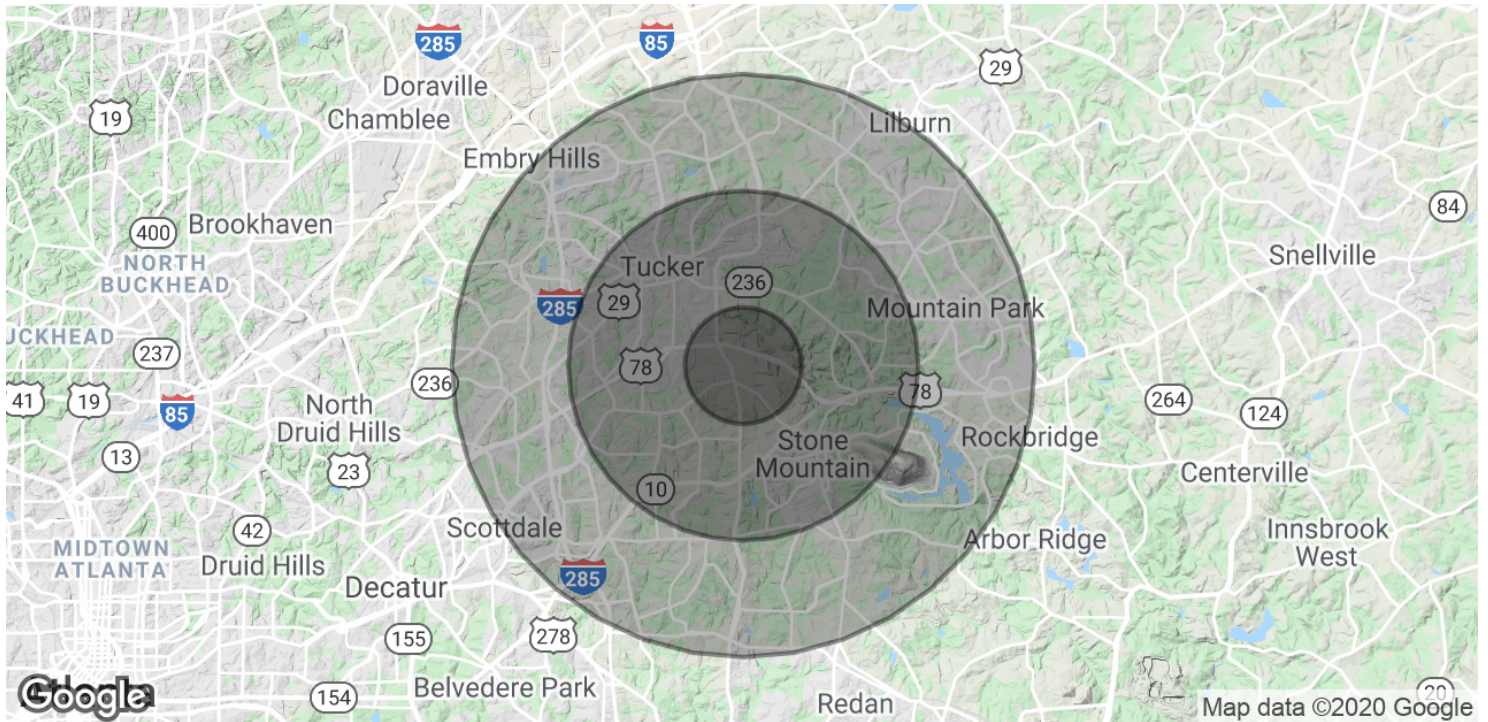 285
85
29
Doraville
19
Chamblee
Lilburn
Embry Hills
84
Brookhaven
400
NORTH
BUCKHEAD
Snellville
Tucker
236
29
285
Mountain Park
UCKHEAD
237
78
236
78
41
19
85
264
124
North
Druid Hills
Stone
Mountain
Rockbridge
13
23
Centerville
10
Scottdale
42
Innsbrook
West
Arbor Ridge
MIDTOWN
ATLANTA
Druid Hills
285
Decatur
155
278
Belvedere Park
154
Redan
20
Google
Map data ©2020 Google